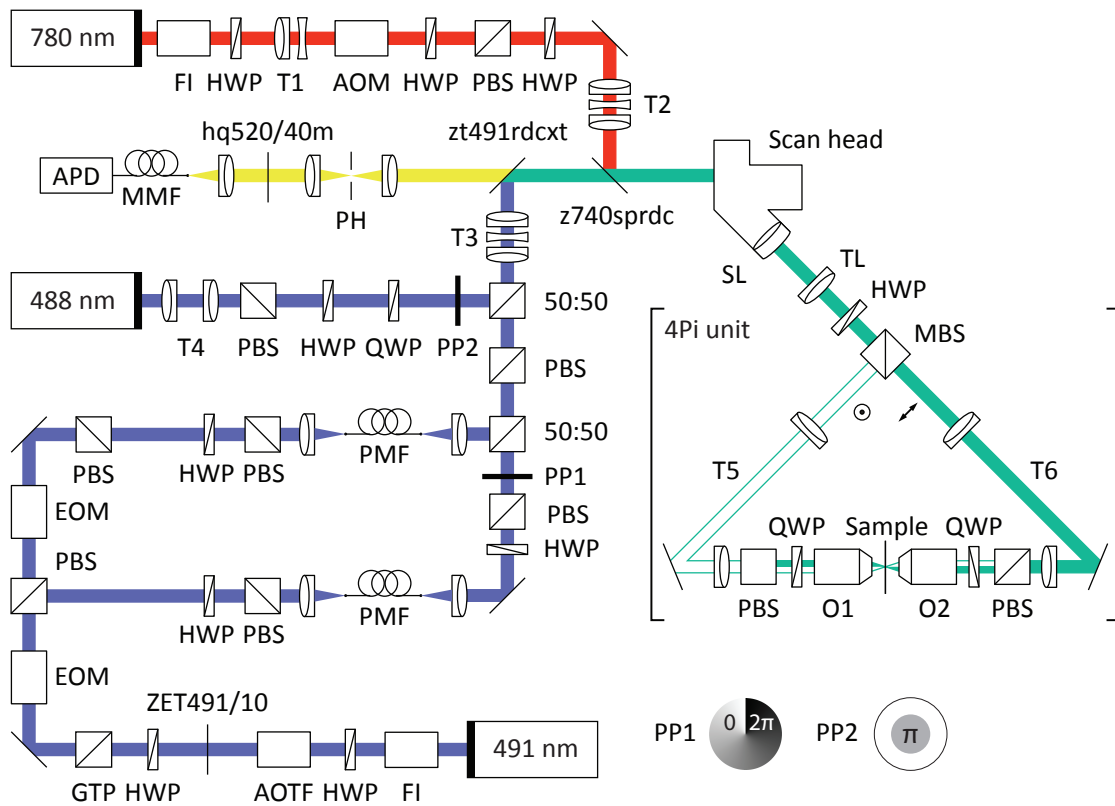 780 nm
FI HWP T1 AOM HWP PBS HWP
T2
hq520/40m zt491rdcxt
Scan head
APD
MMF
PH
z740sprdc
T3
SL TL
HWP
488 nm
50:50
4Pi unit MBS
T4 PBS HWP QWP PP2
PBS
50:50
PBS HWP PBS PMF
PP1
T5 T6
EOM
PBS
QWP Sample QWP
HWP
PBS
PBS O1 O2 PBS
HWP PBS PMF
EOM
ZET491/10
PP1 0 2π PP2 π
491 nm
GTP HWP AOTF HWP FI